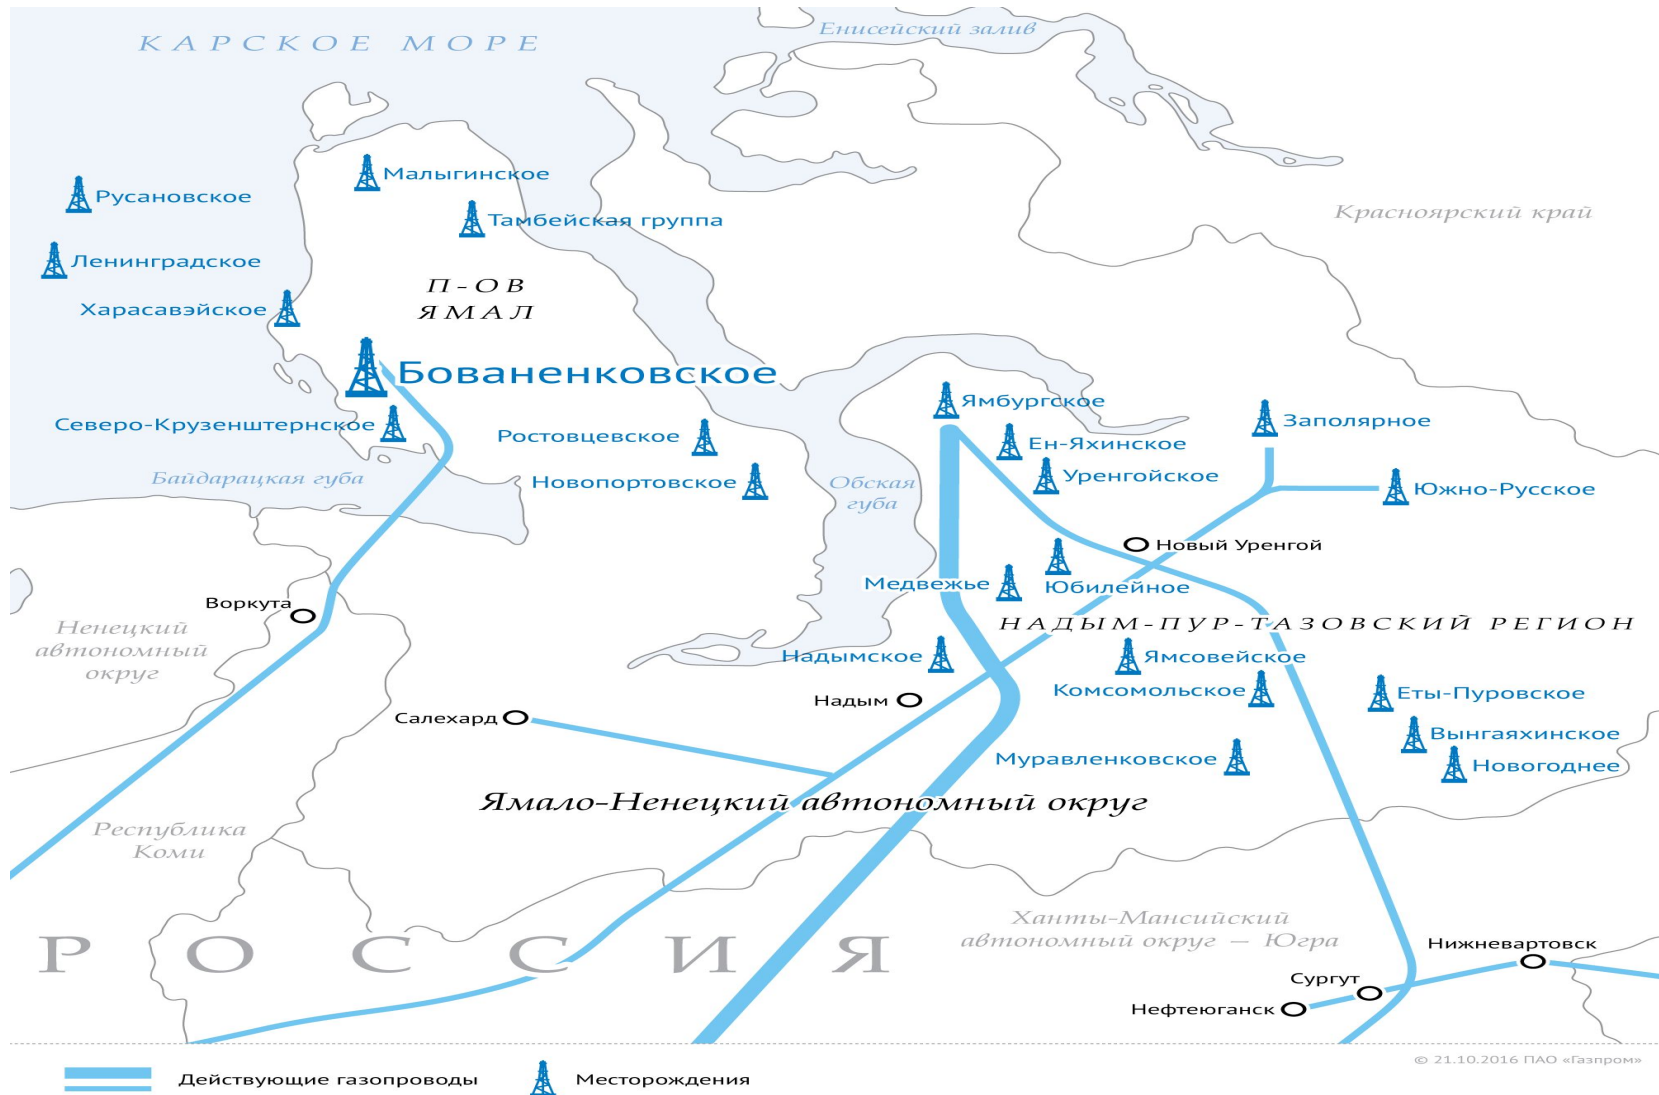 КАРСКОЕ МОРЕ
Енисейский залив
Малыгинское
Русановское
Тамбейская группа
Красноярский край
Ленинградское
П-ОВ
ЯМАЛ
Харасавэйское
Бованенковское
Ямбургское
Заполярное
Северо-Крузенштернское
Ростовцевское
Ен-Яхинское
Уренгойское
Байдарацкая губа
Новопортовское
Обская
губа
Южно-Русское
Новый Уренгой
Медвежье
Юбилейное
Воркута
Ненецкий
автономный
округ
НАДЫМ-ПУР-ТАЗОВСКИЙ РЕГИОН
Надымское
Ямсовейское
Комсомольское
Еты-Пуровское
Надым
Салехард
Вынгаяхинское
Муравленковское
Новогоднее
Ямало-Ненецкий автономный округ
Республика
Коми
Ханты-Мансийский
автономный округ – Югра
РОССИЯ
Нижневартовск
Сургут
Нефтеюганск
© 21.10.2016 ПАО «Газпром»
Действующие газопроводы
Месторождения